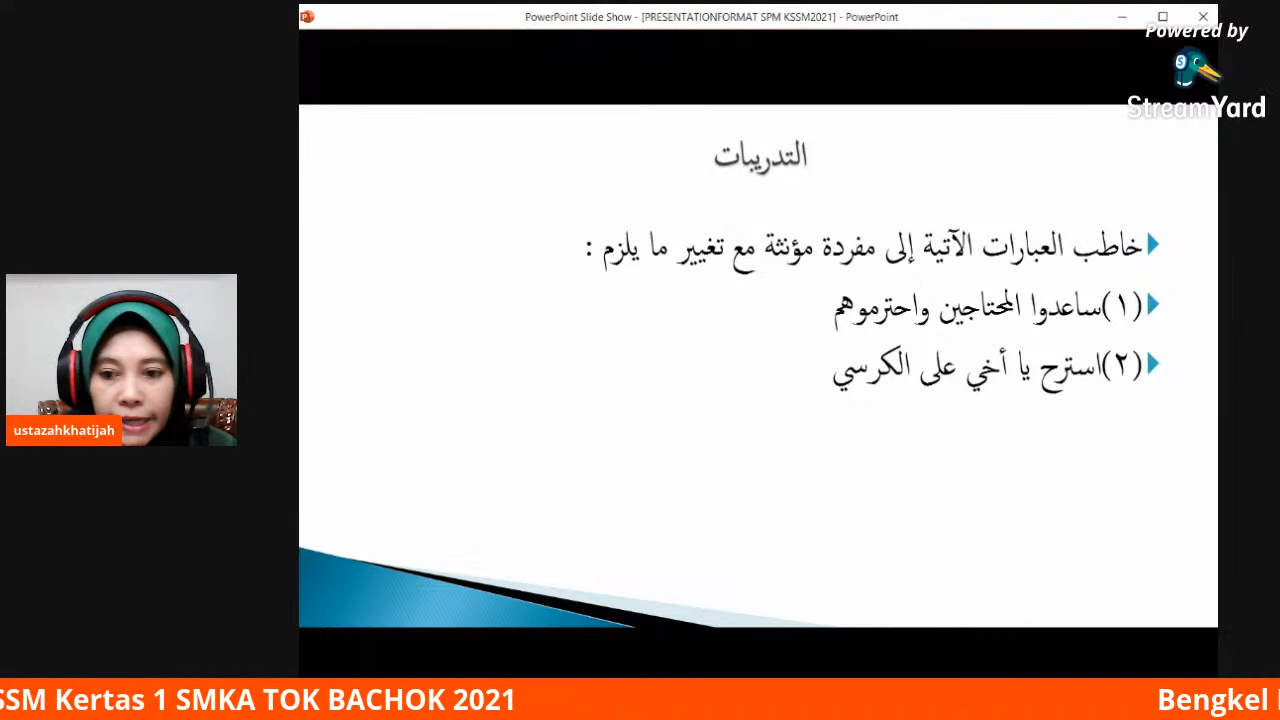 PowerPoint Slide Show - [PRESENTATIONFORMAT SPM KSSM2021] - PowerPoint
Powered by
StreamYard
التدريبات
خاطب العبارات الآتية إلى مفردة مؤنثة مع تغيير ما يلزم :
(١)ساعدوا المحتاجين واحترموهم
(٢)استرح يا أخي على الكرسي
ustazahkhatijah
SSM Kertas 1 SMKA TOK BACHOK 2021
Bengkel